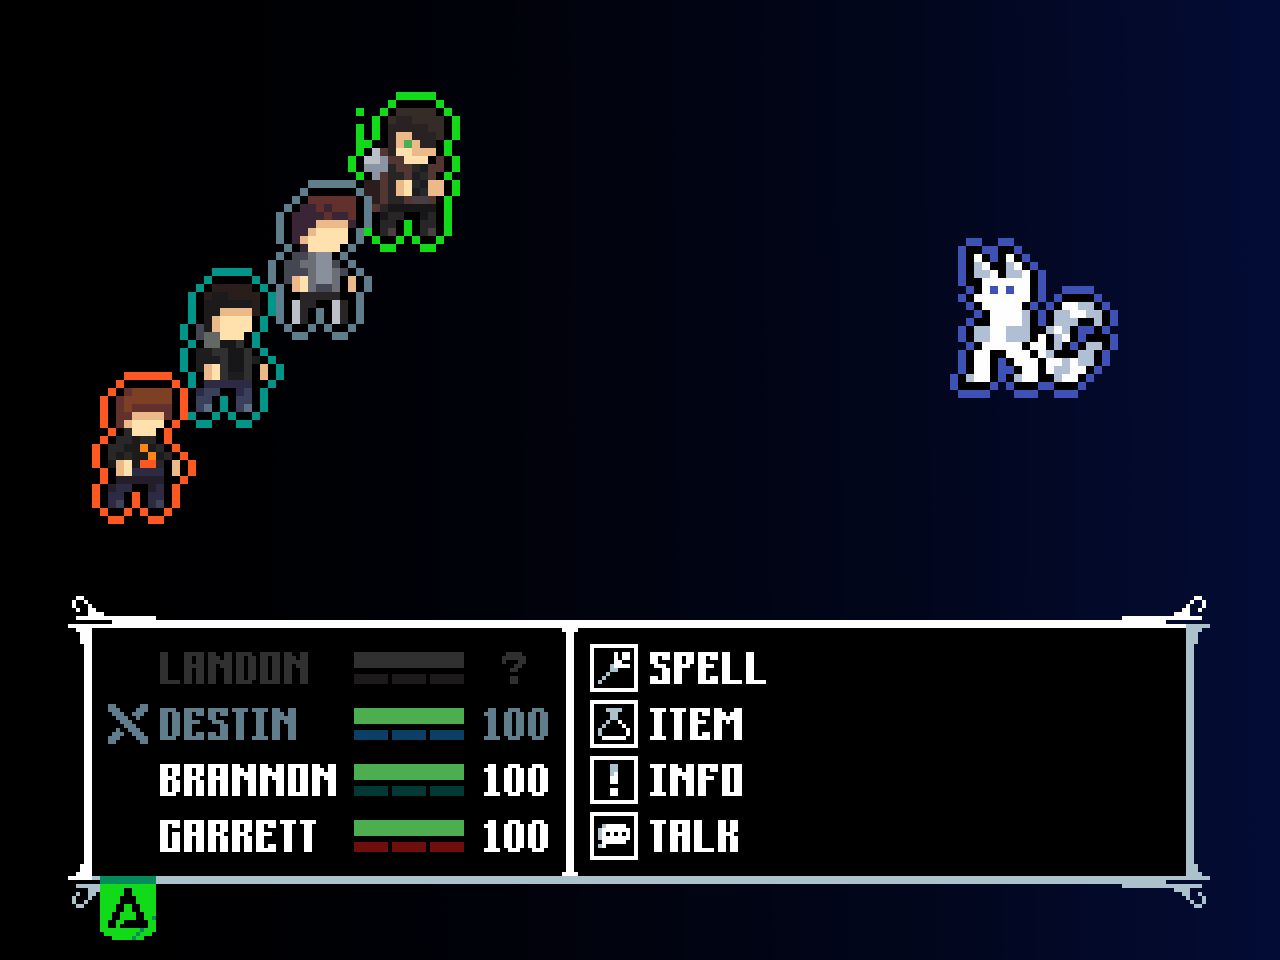 LANDON ?
DESTIN 100
BRANNON 100
GARRETT 100
SPELL
ITEM
INFO
TALK